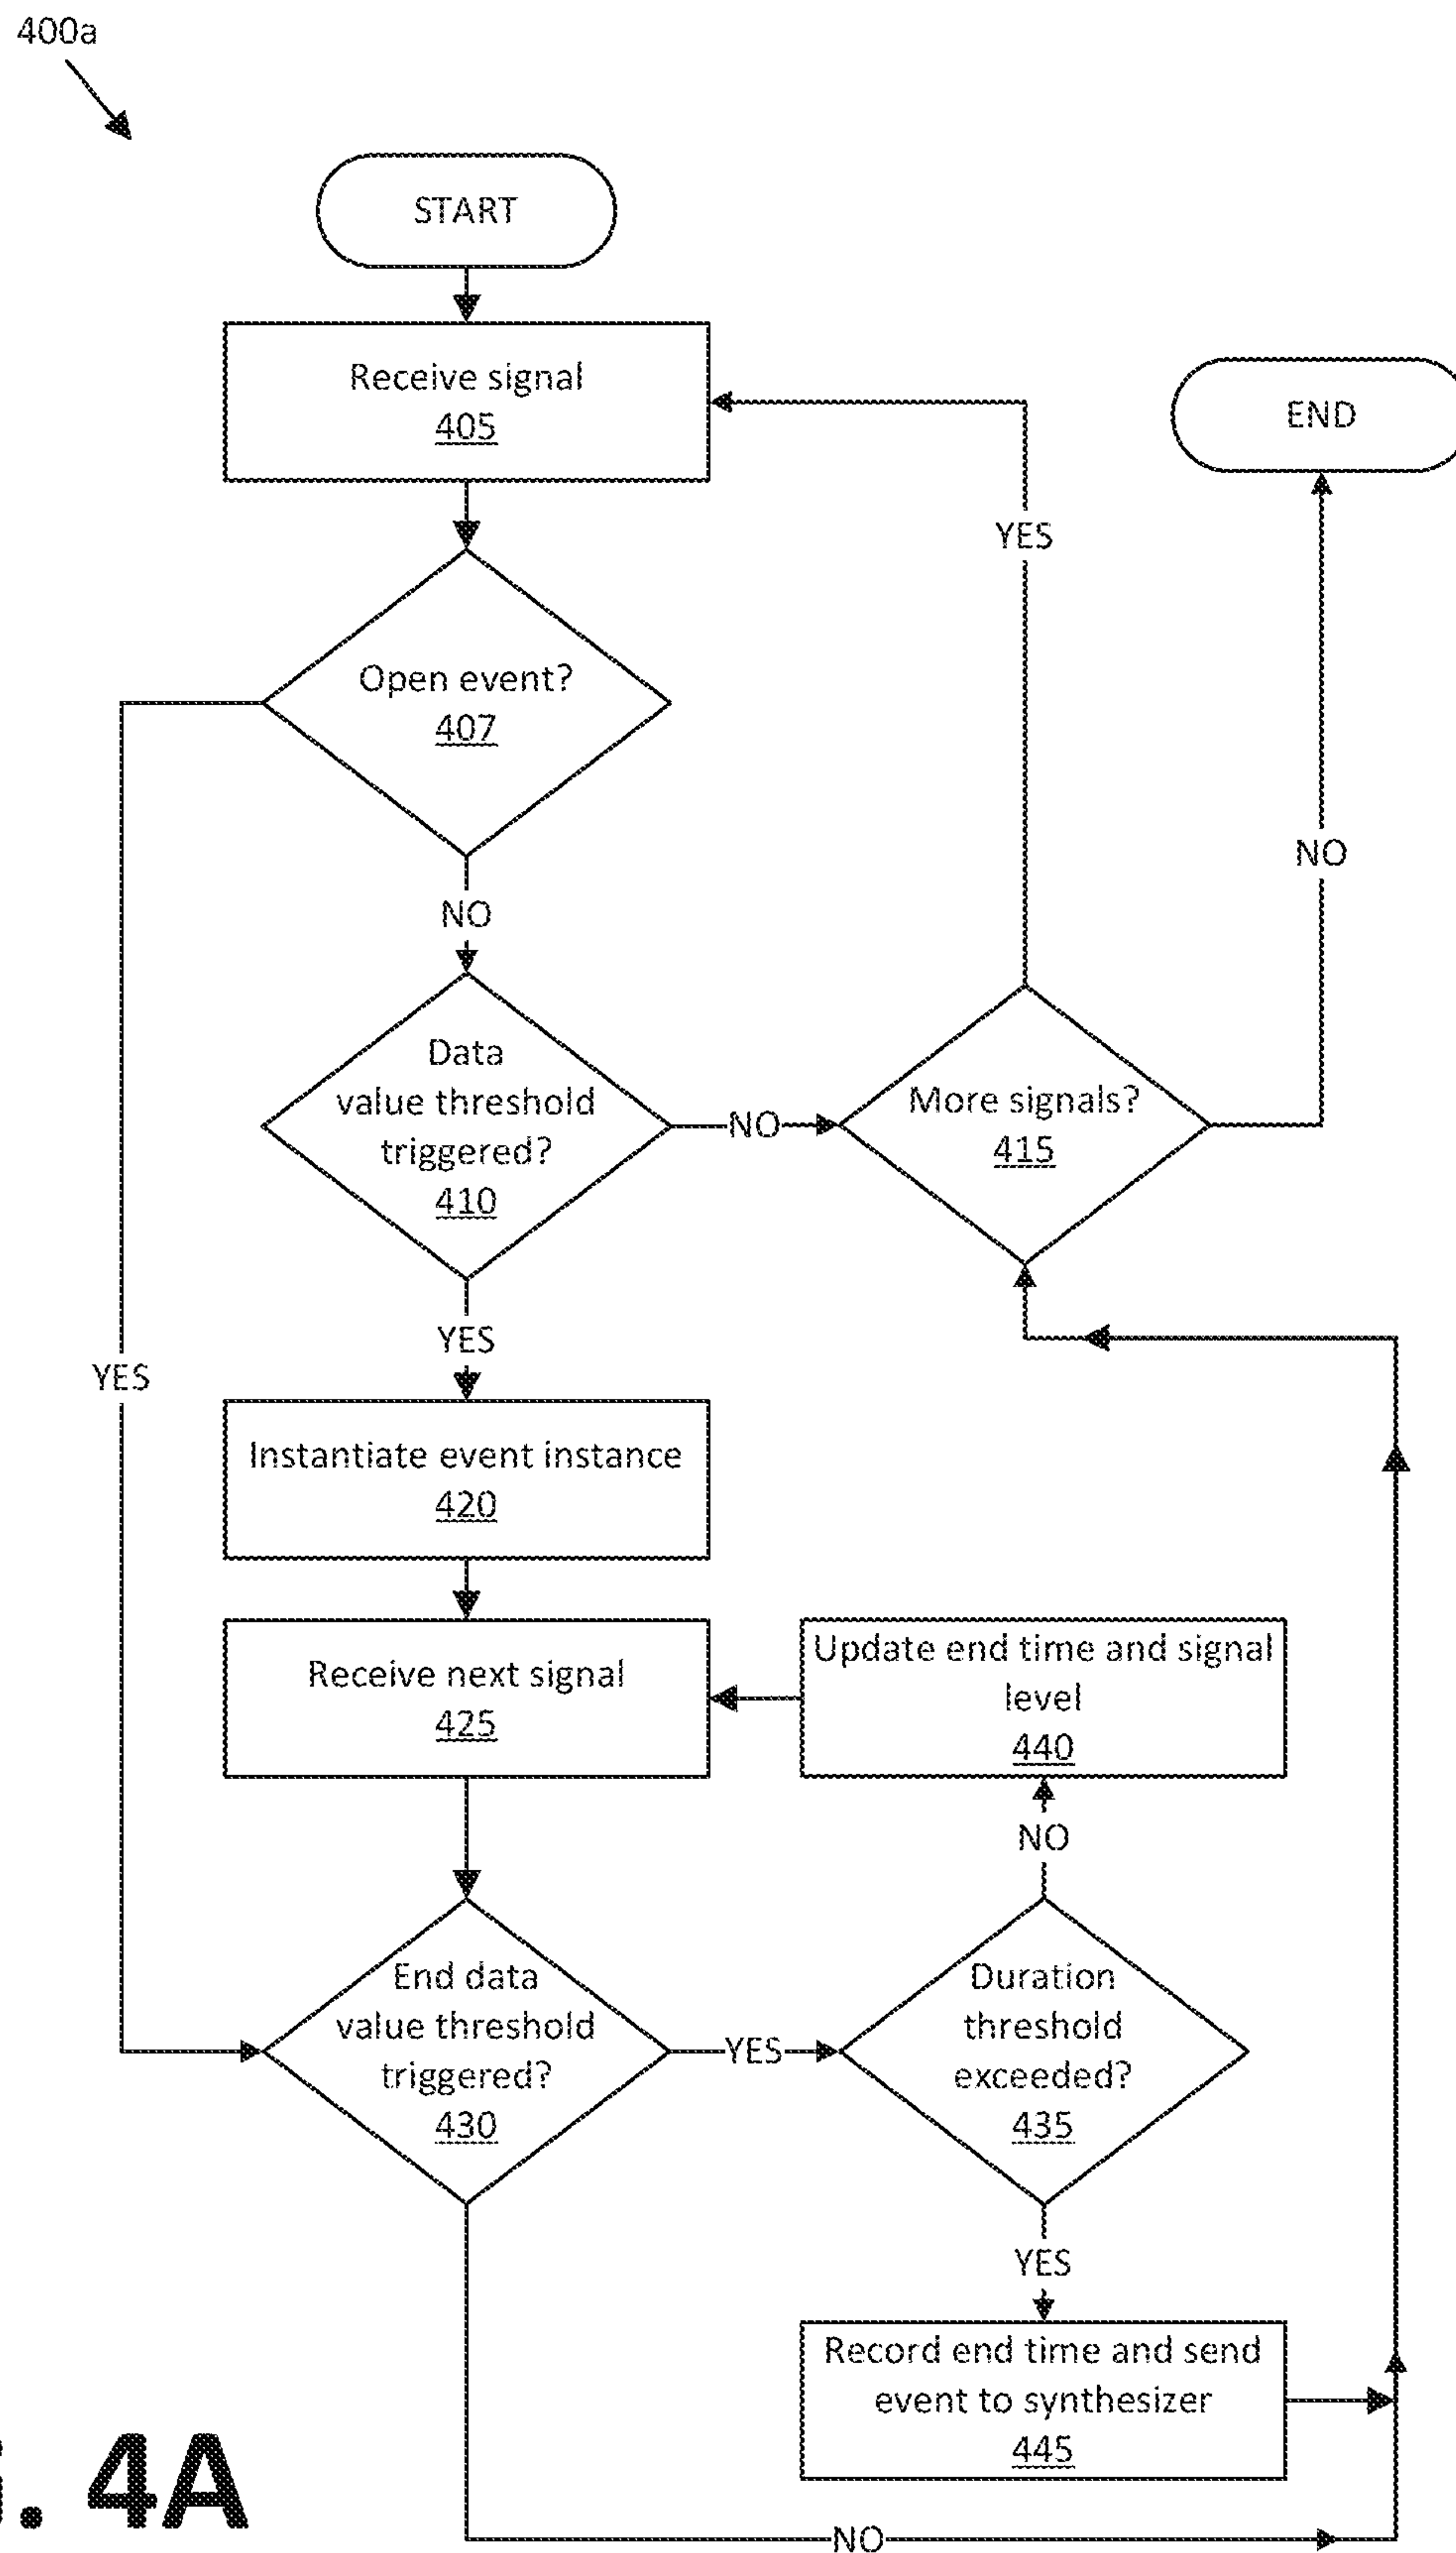 400a
START
Receive signal
405
END
YES
Open event?
407
NO
NO
Data
value threshold
triggered?
410
NO
More signals?
415
YES
YES
Instantiate event instance
420
Receive next signal
425
Update end time and signal
level
440
NO
End data
value threshold
triggered?
430
YES
Duration
threshold
exceeded?
435
YES
Record end time and send
event to synthesizer
445
NO
. 4A